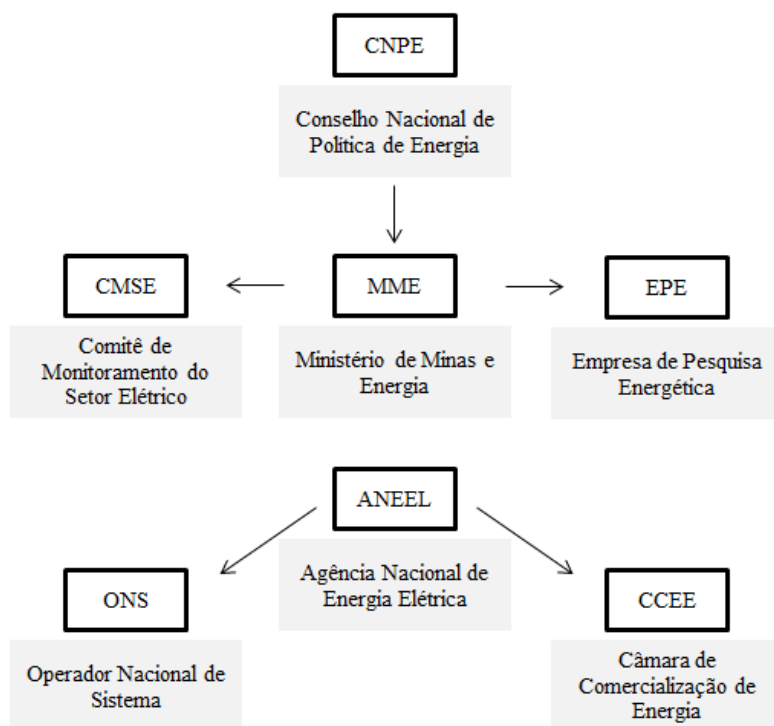 CNPE
Conselho Nacional de
Política de Energia
CMSE
Comitê de
Monitoramento do
Setor Elétrico
MME
Ministério de Minas e
Energia
EPE
Empresa de Pesquisa
Energética
ANEEL
Agência Nacional de
Energia Elétrica
ONS
Operador Nacional de
Sistema
CCEE
Câmara de
Comercialização de
Energia